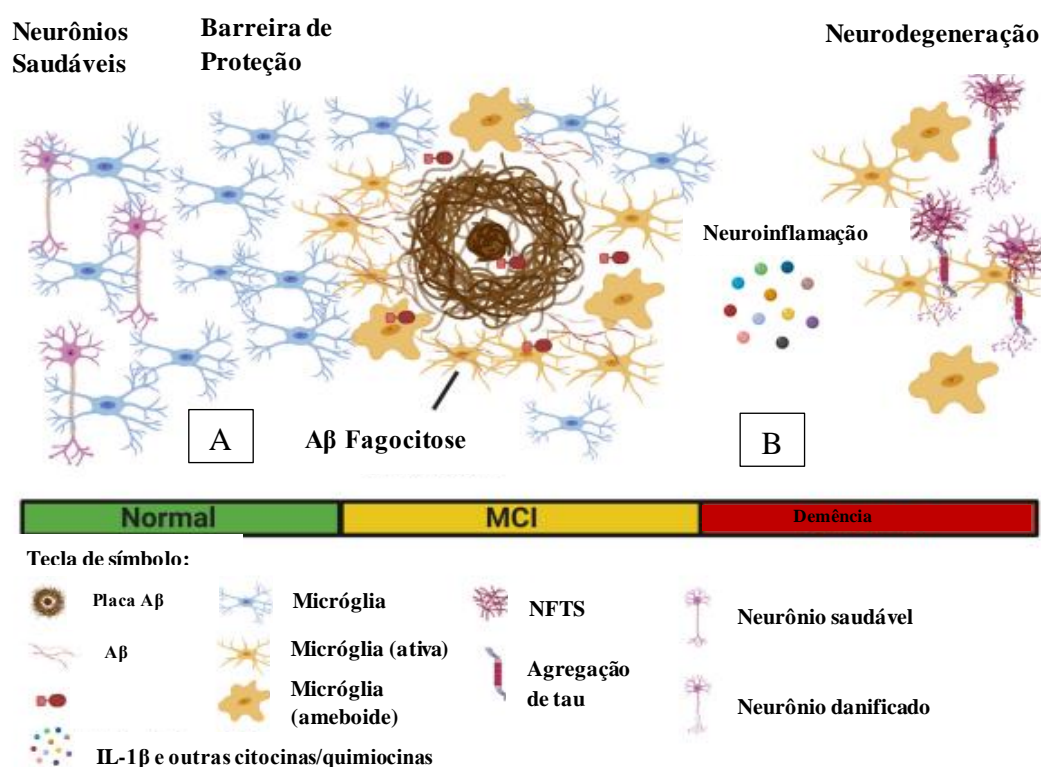 Neurônios
Saudáveis
Barreira de
Proteção
Neurodegeneração
Neuroinflamação
A
Aβ Fagocitose
B
Normal
MCI
Demência
Tecla de símbolo:
Placa Aβ
Micróglia
NFTS
Neurônio saudável
Aβ
Micróglia (ativa)
Agregação
de tau
Micróglia
(ameboide)
Neurônio danificado
IL-1β e outras citocinas/quimiocinas